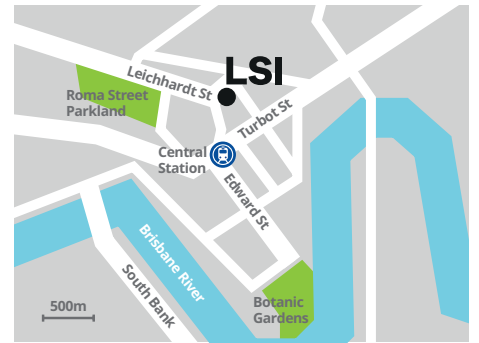 LSI
Leichhardt St
Roma Street
Parkland
Turbot St
Central
Station
Edward St
Brisbane River
South Bank
Botanic
Gardens
500m